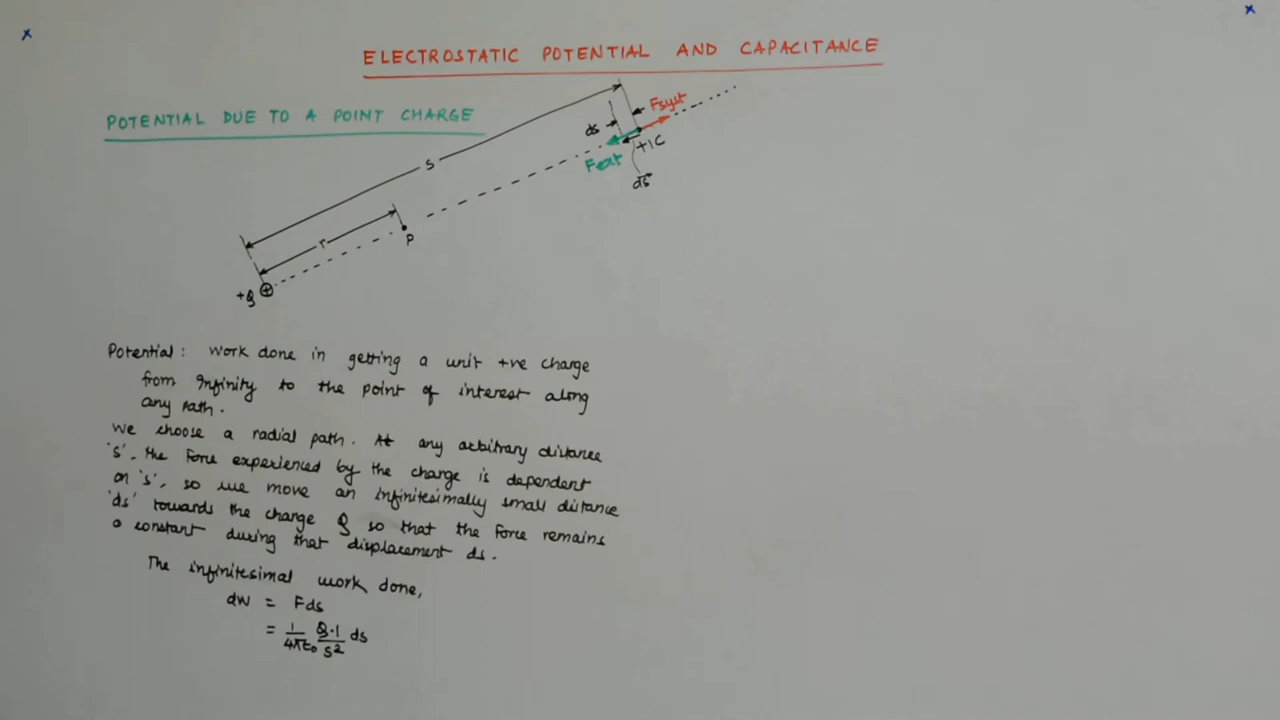 x
x
ELECTROSTATIC POTENTIAL AND CAPACITANCE
POTENTIAL DUE TO A POINT CHARGE
Fsyst
ds
+1C
Fext
ds
s
r
P
+Q
Potential : Work done in getting a unit +ve charge
from infinity to the point of interest along
any path.
We choose a radial path. At any arbitrary distance
's', the force experienced by the charge is dependent
on 's', so we move an infinitesimally small distance
'ds' towards the charge Q so that the force remains
a constant during that displacement ds.
The infinitesimal work done,
dW = Fds
= 1/4πε₀ Q·1/s² ds